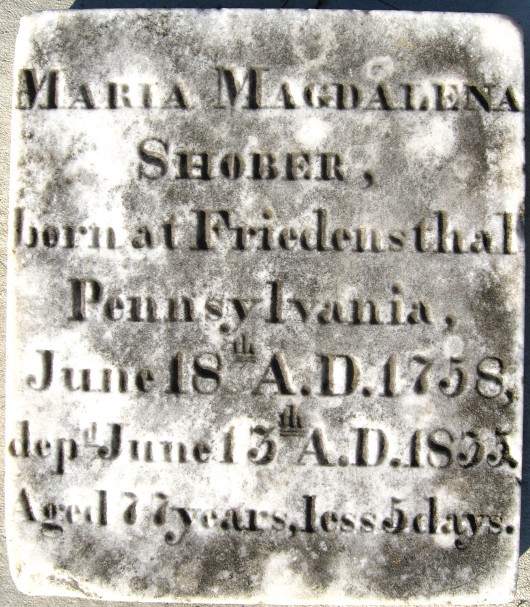 MARIA MAGDALENA
SHOBER,
born at Friedensthal
Pennsylvania,
June 18th A.D. 1758,
depd June 13th A.D. 1835.
Aged 77 years, less 5 days.